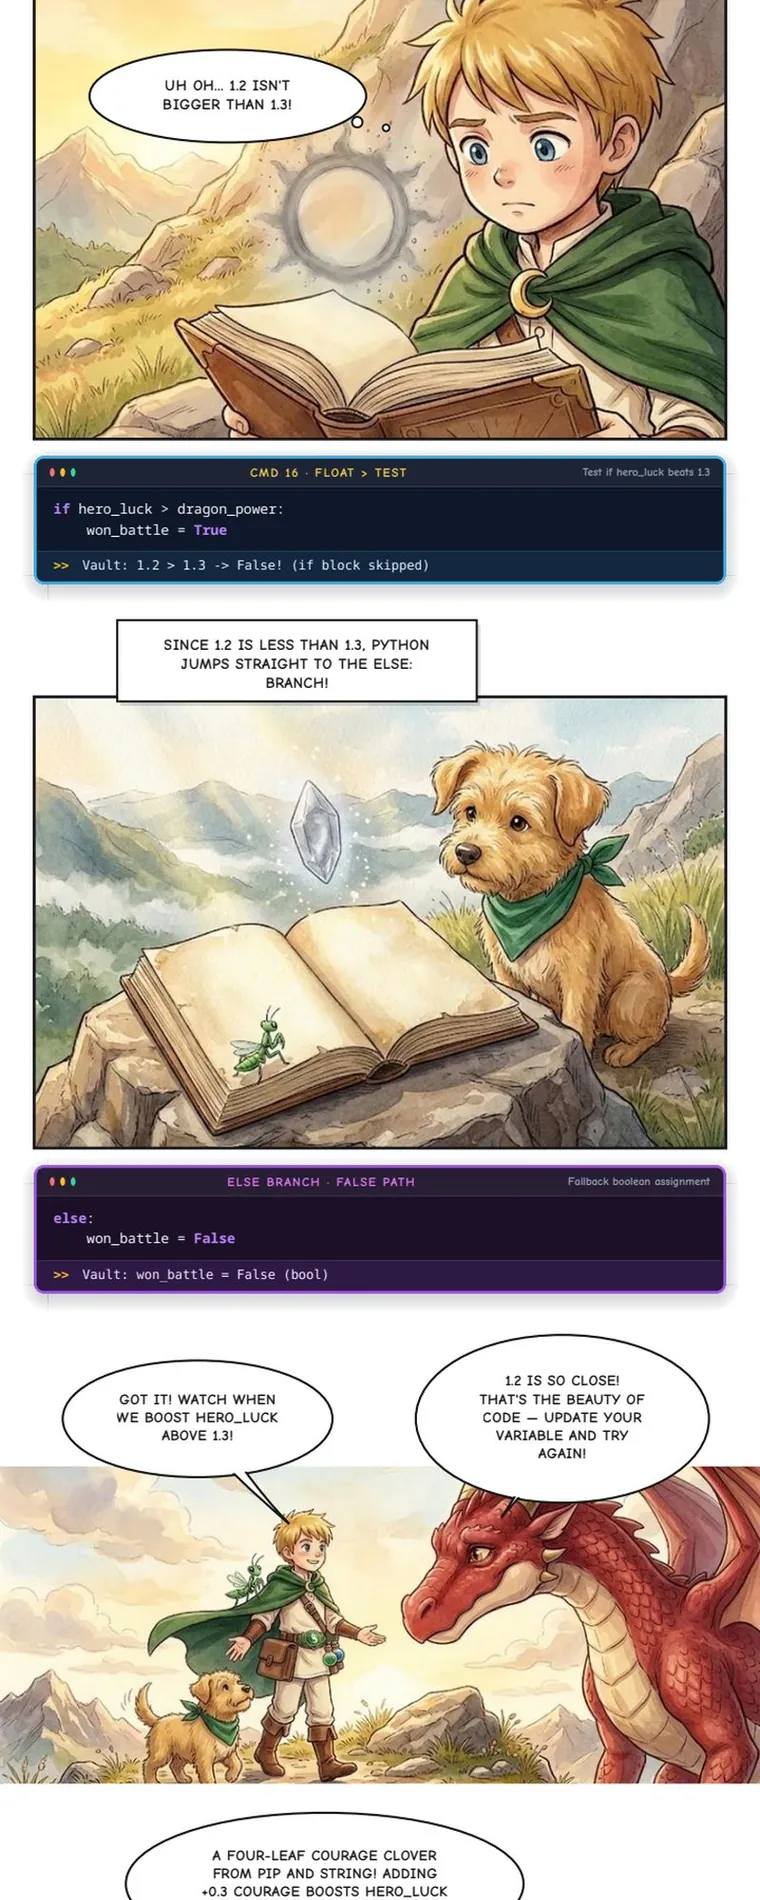 UH OH... 1.2 ISN'T
BIGGER THAN 1.3!
CMD 16 · FLOAT > TEST
Test if hero_luck beats 1.3
if hero_luck > dragon_power:
    won_battle = True
>> Vault: 1.2 > 1.3 -> False! (if block skipped)
SINCE 1.2 IS LESS THAN 1.3, PYTHON
JUMPS STRAIGHT TO THE ELSE:
BRANCH!
ELSE BRANCH · FALSE PATH
Fallback boolean assignment
else:
    won_battle = False
>> Vault: won_battle = False (bool)
GOT IT! WATCH WHEN
WE BOOST HERO_LUCK
ABOVE 1.3!
1.2 IS SO CLOSE!
THAT'S THE BEAUTY OF
CODE — UPDATE YOUR
VARIABLE AND TRY
AGAIN!
A FOUR-LEAF COURAGE CLOVER
FROM PIP AND STRING! ADDING
+0.3 COURAGE BOOSTS HERO_LUCK